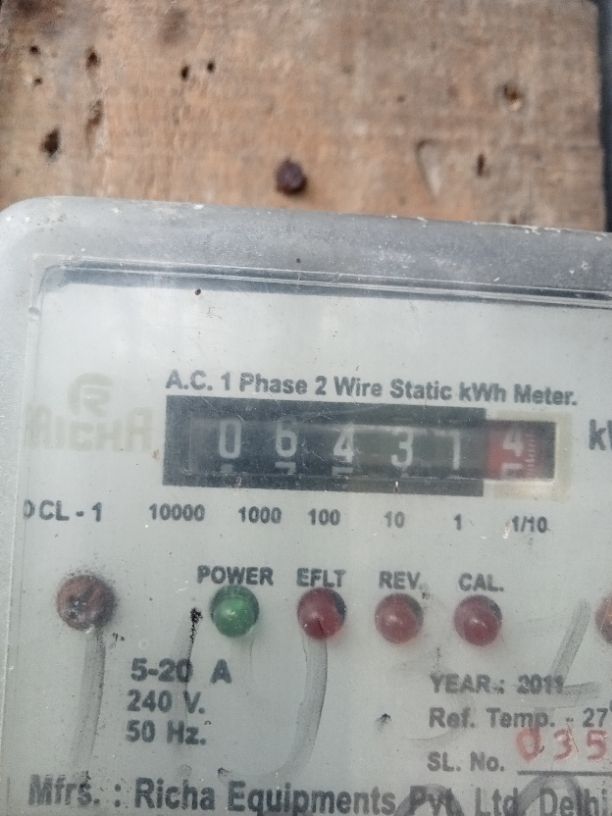 A.C. 1 Phase 2 Wire Static kWh Meter.
RICHA
0 6 4 3 1 4
CL - 1 10000 1000 100 10 1 1/10
POWER EFLT REV. CAL.
5-20 A
240 V.
50 Hz.
YEAR : 2011
Ref. Temp. - 27°
SL. No. 035
Mfrs. : Richa Equipments Pvt. Ltd. Delhi